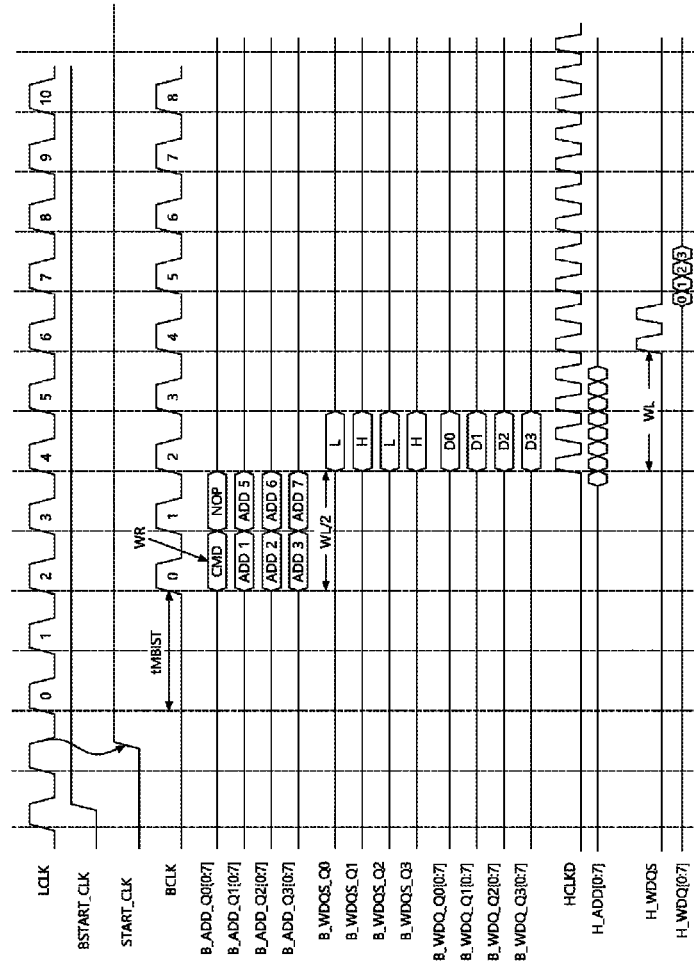 LCLK 0 1 2 3 4 5 6 7 8 9 10
BSTART_CLK
START_CLK
tMBIST
BCLK 0 1 2 3 4 5 6 7 8
WR
B_ADD_Q0[0:7] CMD NOP
B_ADD_Q1[0:7] ADD 1 ADD 5
B_ADD_Q2[0:7] ADD 2 ADD 6
B_ADD_Q3[0:7] ADD 3 ADD 7
WL/2
B_WDQS_Q0 L
B_WDQS_Q1 H
B_WDQS_Q2 L
B_WDQS_Q3 H
B_WDQ_Q0[0:7] D0
B_WDQ_Q1[0:7] D1
B_WDQ_Q2[0:7] D2
B_WDQ_Q3[0:7] D3
HCLKD
H_ADD[0:7]
H_WDQS
WL
H_WDQ[0:7] 0 1 2 3